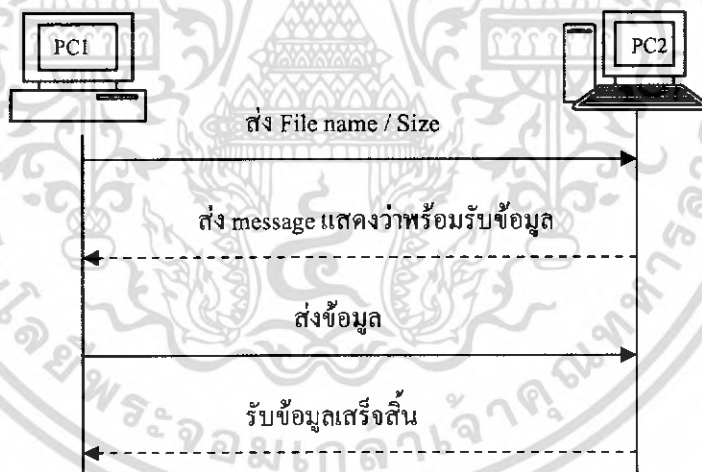 PC1
PC2
ส่ง File name / Size
ส่ง message แสดงว่าพร้อมรับข้อมูล
ส่งข้อมูล
รับข้อมูลเสร็จสิ้น